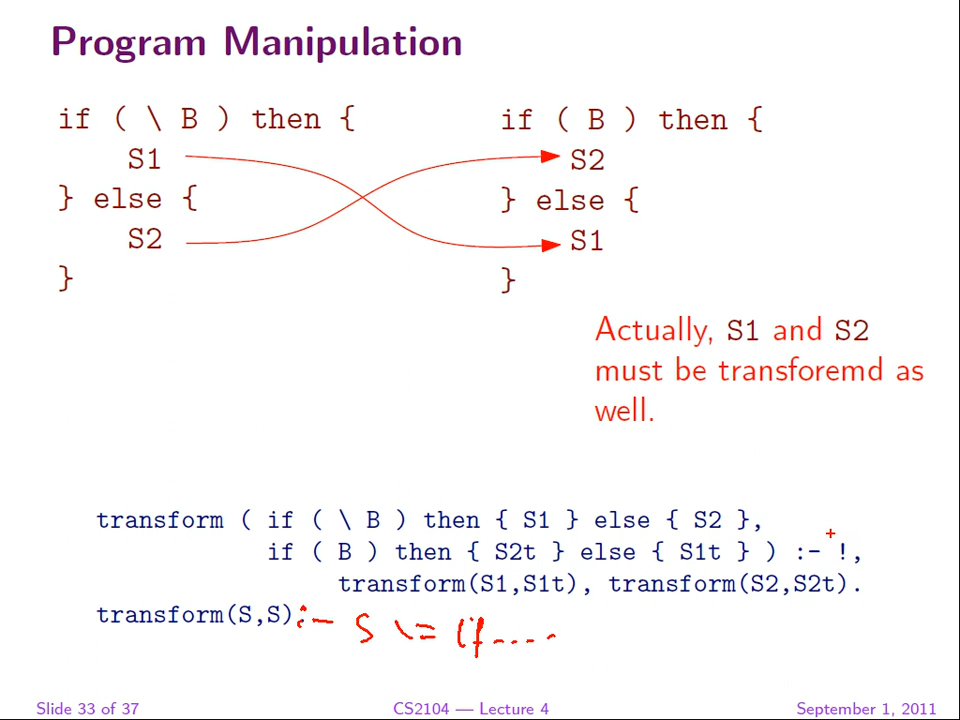 Program Manipulation
if ( \ B ) then {
S1
} else {
S2
}
if ( B ) then {
S2
} else {
S1
}
Actually, S1 and S2
must be transforemd as
well.
transform ( if ( \ B ) then { S1 } else { S2 },
if ( B ) then { S2t } else { S1t } ) :- !,
transform(S1,S1t), transform(S2,S2t).
transform(S,S) :- S \= (if ....
Slide 33 of 37
CS2104 — Lecture 4
September 1, 2011